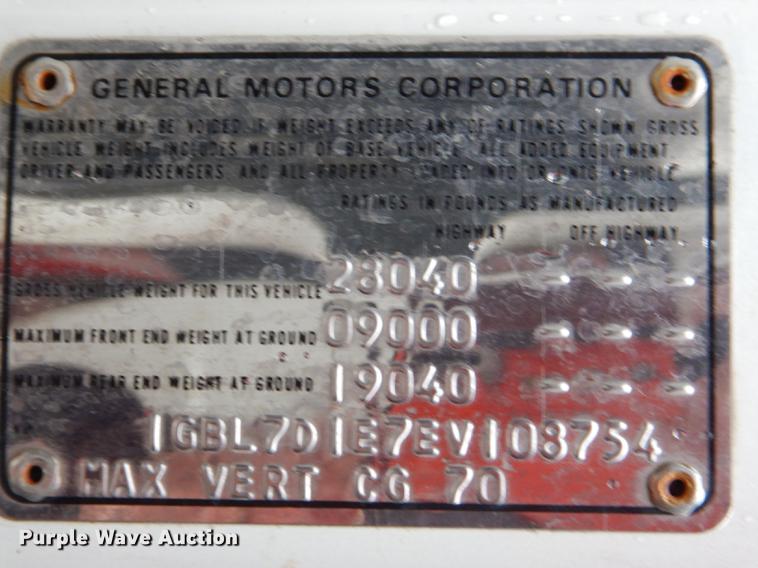 GENERAL MOTORS CORPORATION
WARRANTY MAY BE VOIDED IF WEIGHT EXCEEDS ANY OF RATINGS SHOWN GROSS
VEHICLE WEIGHT INCLUDES WEIGHT OF BASE VEHICLE, ALL ADDED EQUIPMENT,
DRIVER AND PASSENGERS, AND ALL PROPERTY LOADED INTO OR ONTO VEHICLE
RATINGS IN POUNDS AS MANUFACTURED
HIGHWAY OFF HIGHWAY
GROSS VEHICLE WEIGHT FOR THIS VEHICLE 28040 - - -
MAXIMUM FRONT END WEIGHT AT GROUND 09000 - - -
MAXIMUM REAR END WEIGHT AT GROUND 19040 - - -
1GBL7D1E7EV108754
MAX VERT CG 70
Purple Wave Auction